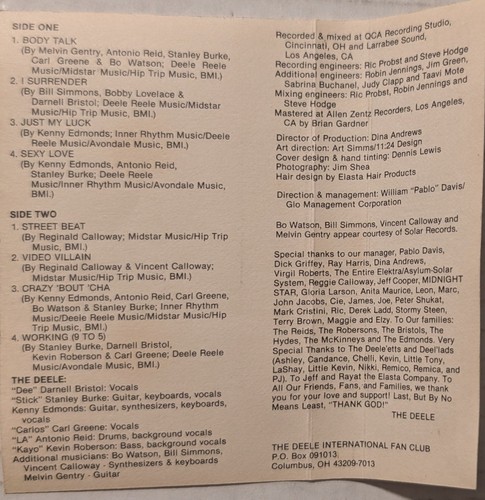 SIDE ONE
1. BODY TALK
(By Melvin Gentry, Antonio Reid, Stanley Burke,
Carl Greene & Bo Watson; Deele Reele
Music/Midstar Music/Hip Trip Music, BMI.)
2. I SURRENDER
(By Bill Simmons, Bobby Lovelace &
Darnell Bristol; Deele Reele Music/Midstar
Music/Hip Trip Music, BMI.)
3. JUST MY LUCK
(By Kenny Edmonds; Inner Rhythm Music/Deele
Reele Music/Avondale Music, BMI.)
4. SEXY LOVE
(By Kenny Edmonds, Antonio Reid,
Stanley Burke; Deele Reele
Music/Inner Rhythm Music/Avondale Music,
BMI.)
SIDE TWO
1. STREET BEAT
(By Reginald Calloway; Midstar Music/Hip Trip
Music, BMI.)
2. VIDEO VILLAIN
(By Reginald Calloway & Vincent Calloway;
Midstar Music/Hip Trip Music, BMI.)
3. CRAZY 'BOUT 'CHA
(By Kenny Edmonds, Antonio Reid, Carl Greene,
Bo Watson & Stanley Burke; Inner Rhythm
Music/Deele Reele Music/Midstar Music/Hip
Trip Music/Avondale Music, BMI.)
4. WORKING (9 TO 5)
(By Stanley Burke, Darnell Bristol,
Kevin Roberson & Carl Greene; Deele Reele
Music/Avondale Music, BMI.)
THE DEELE:
"Dee" Darnell Bristol: Vocals
"Stick" Stanley Burke: Guitar, keyboards, vocals
Kenny Edmonds: Guitar, synthesizers, keyboards,
vocals
"Carlos" Carl Greene: Vocals
"LA" Antonio Reid: Drums, background vocals
"Kayo" Kevin Roberson: Bass, background vocals
Additional musicians: Bo Watson, Bill Simmons,
Vincent Calloway - Synthesizers & keyboards
Melvin Gentry - Guitar
Recorded & mixed at QCA Recording Studio,
Cincinnati, OH and Larrabee Sound,
Los Angeles, CA
Recording engineers: Ric Probst and Steve Hodge
Additional engineers: Robin Jennings, Jim Green,
Sabrina Buchanel, Judy Clapp and Taavi Mote
Mixing engineers: Ric Probst, Robin Jennings and
Steve Hodge
Mastered at Allen Zentz Recorders, Los Angeles,
CA by Brian Gardner
Director of Production: Dina Andrews
Art direction: Art Simms/11:24 Design
Cover design & hand tinting: Dennis Lewis
Photography: Jim Shea
Hair design by Elasta Hair Products
Direction & management: William "Pablo" Davis/
Glo Management Corporation
Bo Watson, Bill Simmons, Vincent Calloway and
Melvin Gentry appear courtesy of Solar Records.
Special thanks to our manager, Pablo Davis,
Dick Griffey, Ray Harris, Dina Andrews,
Virgil Roberts, The Entire Elektra/Asylum-Solar
System, Reggie Calloway, Jeff Cooper, MIDNIGHT
STAR, Gloria Larson, Anita Maurice, Leon, Marc,
John Jacobs, Cie, James, Joe, Peter Shukat,
Mark Cristini, Ric, Derek Ladd, Stormy Steen,
Terry Brown, Maggie and Elzy. To Our families:
The Reids, The Robersons, The Bristols, The
Hydes, The McKinneys and The Edmonds. Very
Special Thanks to The Deele'etts and Deel'lads
(Ashley, Candance, Chelli, Kevin, Little Tony,
LaShay, Little Kevin, Nikki, Remico, Remica, and
PJ). To Jeff and Rayat the Elasta Company. To
All Our Friends, Fans, and Families, we thank
you for your love and support! Last, But By No
Means Least, "THANK GOD!"
THE DEELE
THE DEELE INTERNATIONAL FAN CLUB
P.O. Box 091013
Columbus, OH 43209-7013